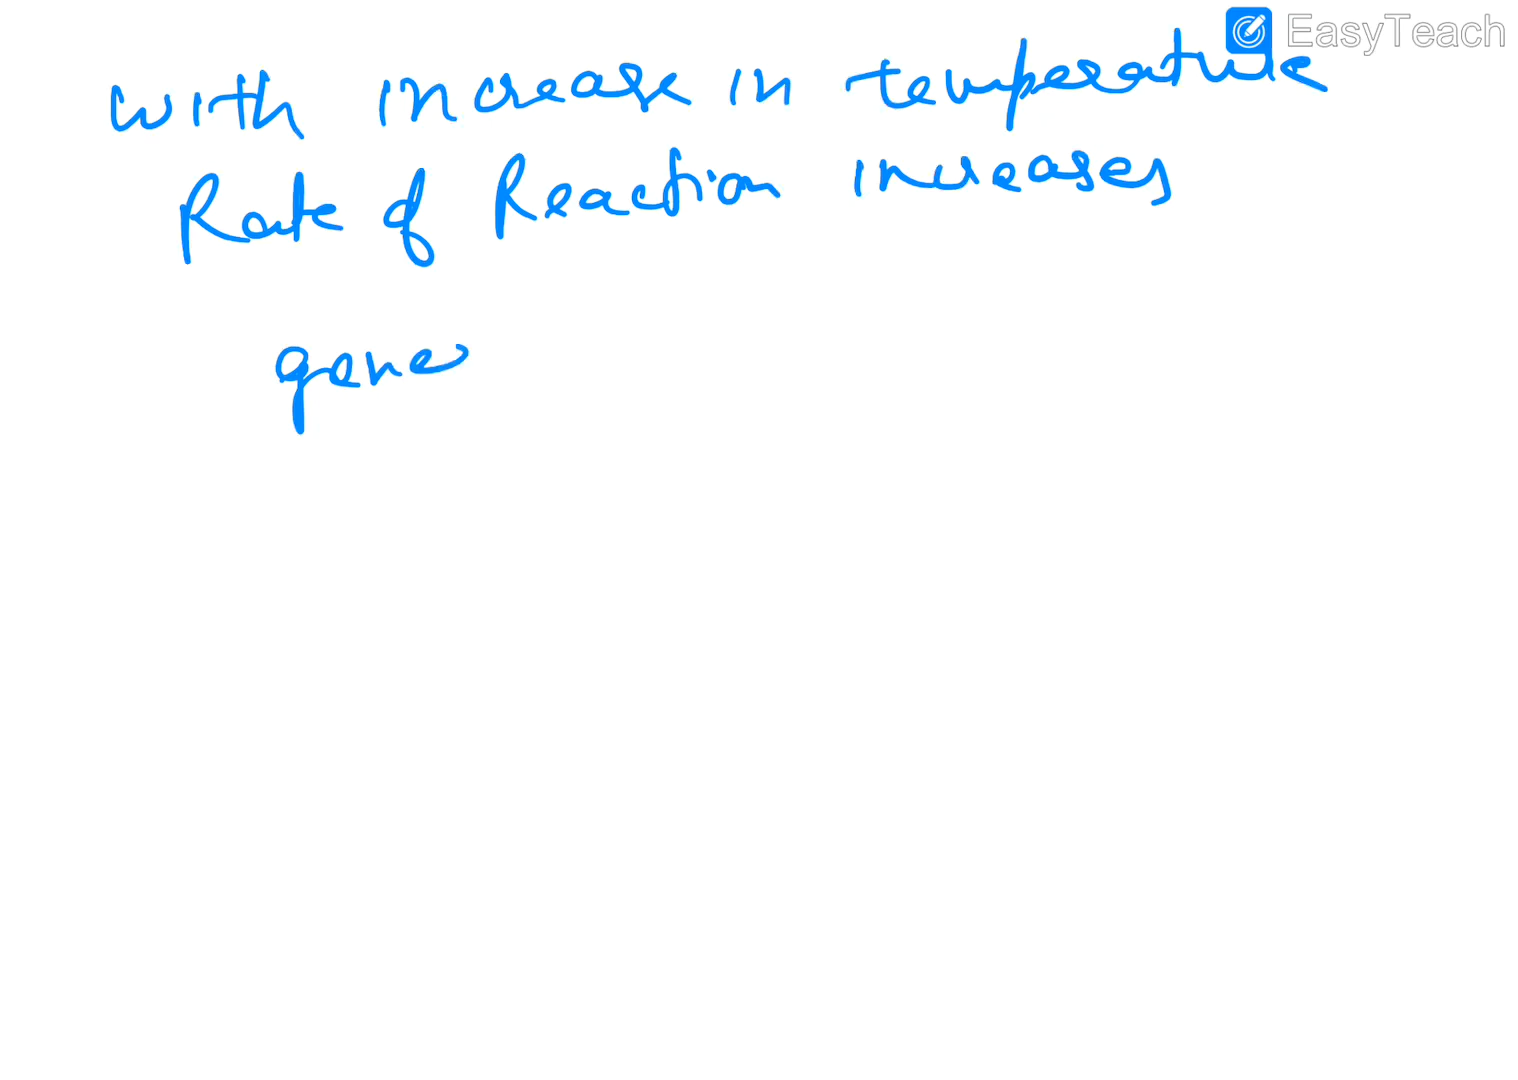 EasyTeach
with increase in temperature
Rate of Reaction increases
gene